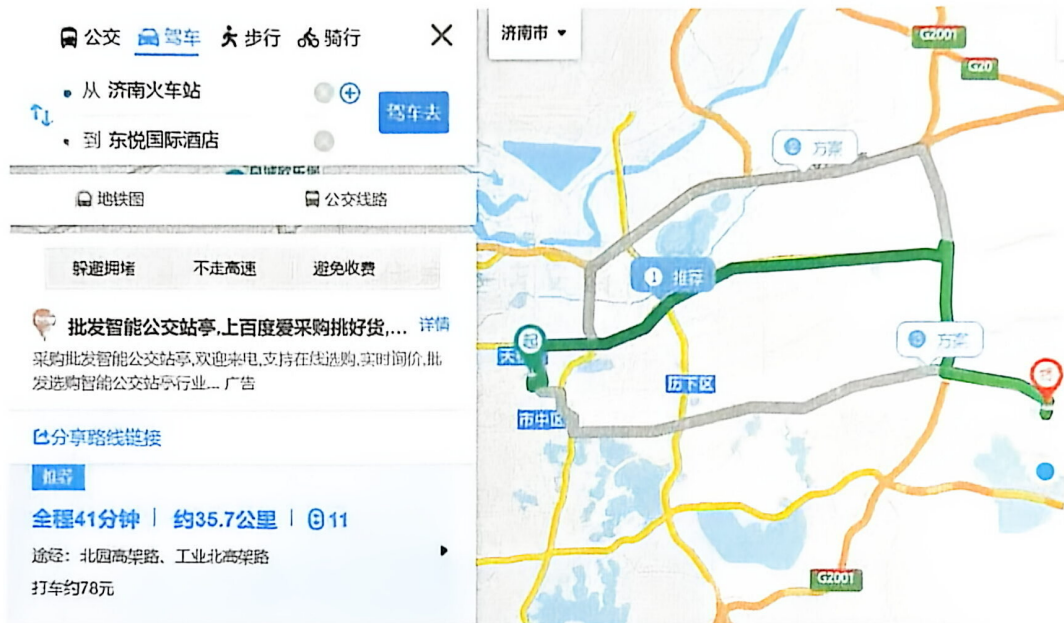 公交 驾车 步行 骑行
从 济南火车站
到 东悦国际酒店
驾车去
地铁图 公交线路
躲避拥堵 不走高速 避免收费
批发智能公交站亭,上百度爱采购挑好货,... 详情
采购批发智能公交站亭,欢迎来电,支持在线选购,实时询价,批
发选购智能公交站亭行业... 广告
分享路线链接
推荐
全程41分钟 | 约35.7公里 | 11
途经：北园高架路、工业北高架路
打车约78元
济南市
G2001
G20
2 方案
1 推荐
起
3 方案
终
历下区
市中区
G2001